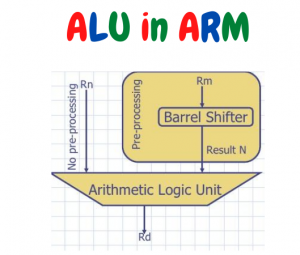 ALU in ARM
Rn
No pre-processing
Pre-processing
Rm
Barrel Shifter
Result N
Arithmetic Logic Unit
Rd